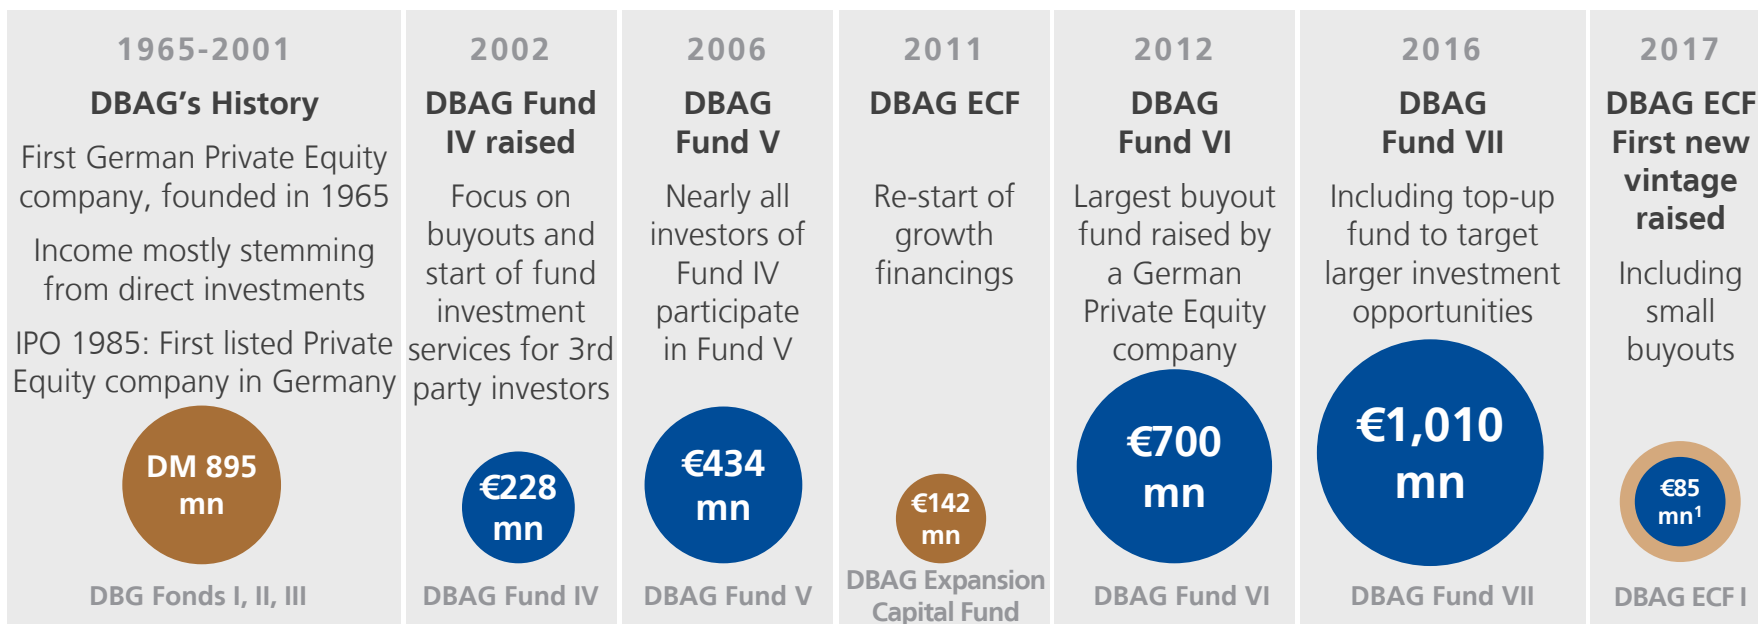 1965-2001
DBAG's History
First German Private Equity
company, founded in 1965
Income mostly stemming
from direct investments
IPO 1985: First listed Private
Equity company in Germany
DM 895
mn
DBG Fonds I, II, III
2002
DBAG Fund
IV raised
Focus on
buyouts and
start of fund
investment
services for 3rd
party investors
€228
mn
DBAG Fund IV
2006
DBAG
Fund V
Nearly all
investors of
Fund IV
participate
in Fund V
€434
mn
DBAG Fund V
2011
DBAG ECF
Re-start of
growth
financings
€142
mn
DBAG Expansion
Capital Fund
2012
DBAG
Fund VI
Largest buyout
fund raised by
a German
Private Equity
company
€700
mn
DBAG Fund VI
2016
DBAG
Fund VII
Including top-up
fund to target
larger investment
opportunities
€1,010
mn
DBAG Fund VII
2017
DBAG ECF
First new
vintage
raised
Including
small
buyouts
€85
mn¹
DBAG ECF I